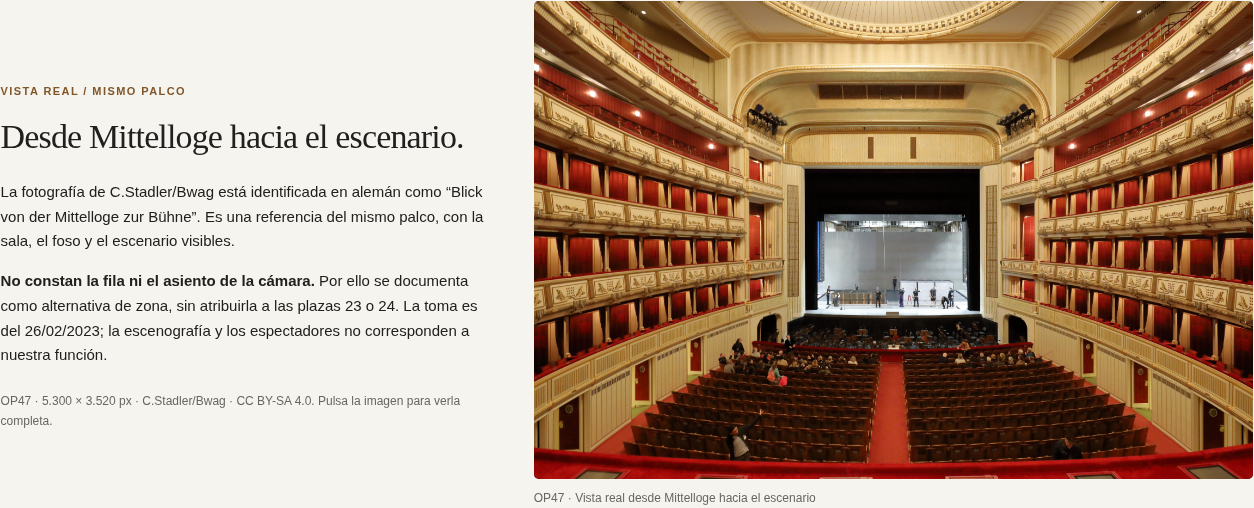 VISTA REAL / MISMO PALCO
Desde Mittelloge hacia el escenario.
La fotografía de C.Stadler/Bwag está identificada en alemán como “Blick
von der Mittelloge zur Bühne”. Es una referencia del mismo palco, con la
sala, el foso y el escenario visibles.
No constan la fila ni el asiento de la cámara. Por ello se documenta
como alternativa de zona, sin atribuirla a las plazas 23 o 24. La toma es
del 26/02/2023; la escenografía y los espectadores no corresponden a
nuestra función.
OP47 · 5.300 × 3.520 px · C.Stadler/Bwag · CC BY-SA 4.0. Pulsa la imagen para verla
completa.
OP47 · Vista real desde Mittelloge hacia el escenario